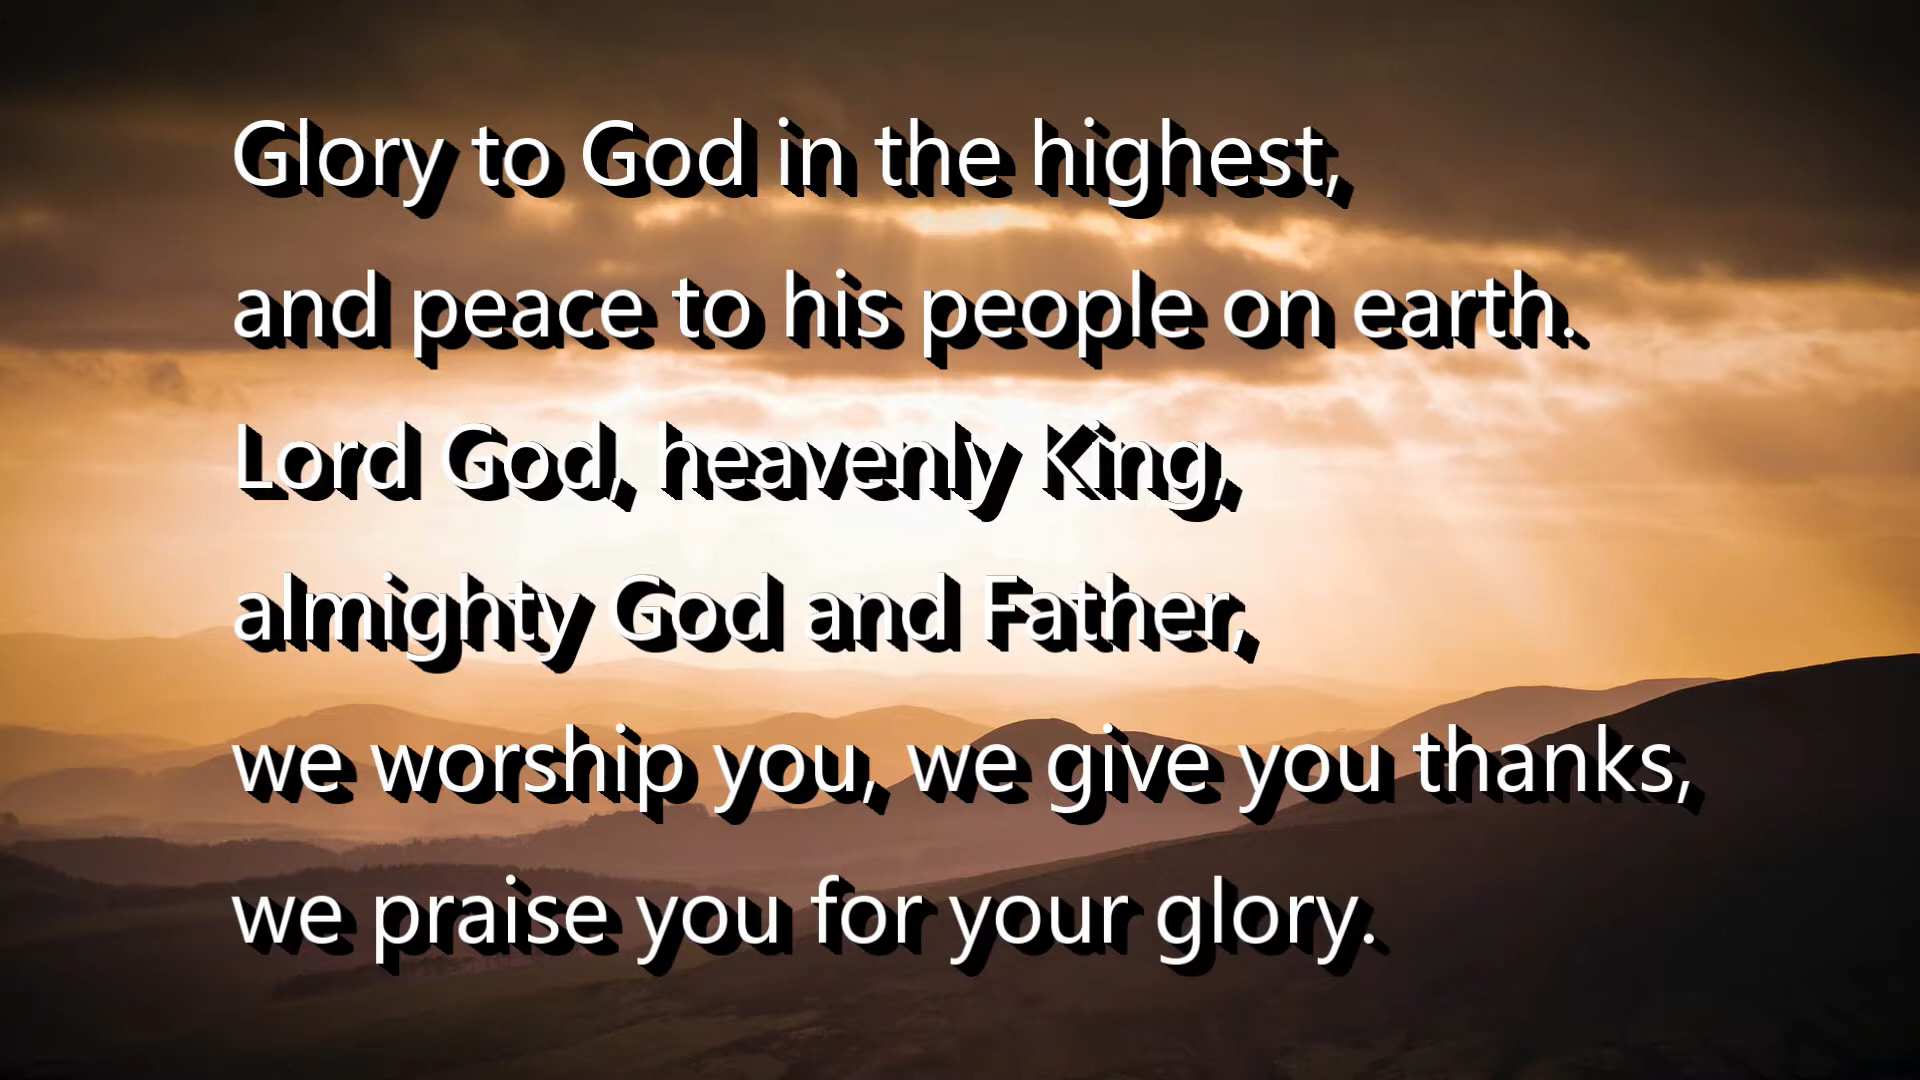 Glory to God in the highest,
and peace to his people on earth.
Lord God, heavenly King,
almighty God and Father,
we worship you, we give you thanks,
we praise you for your glory.